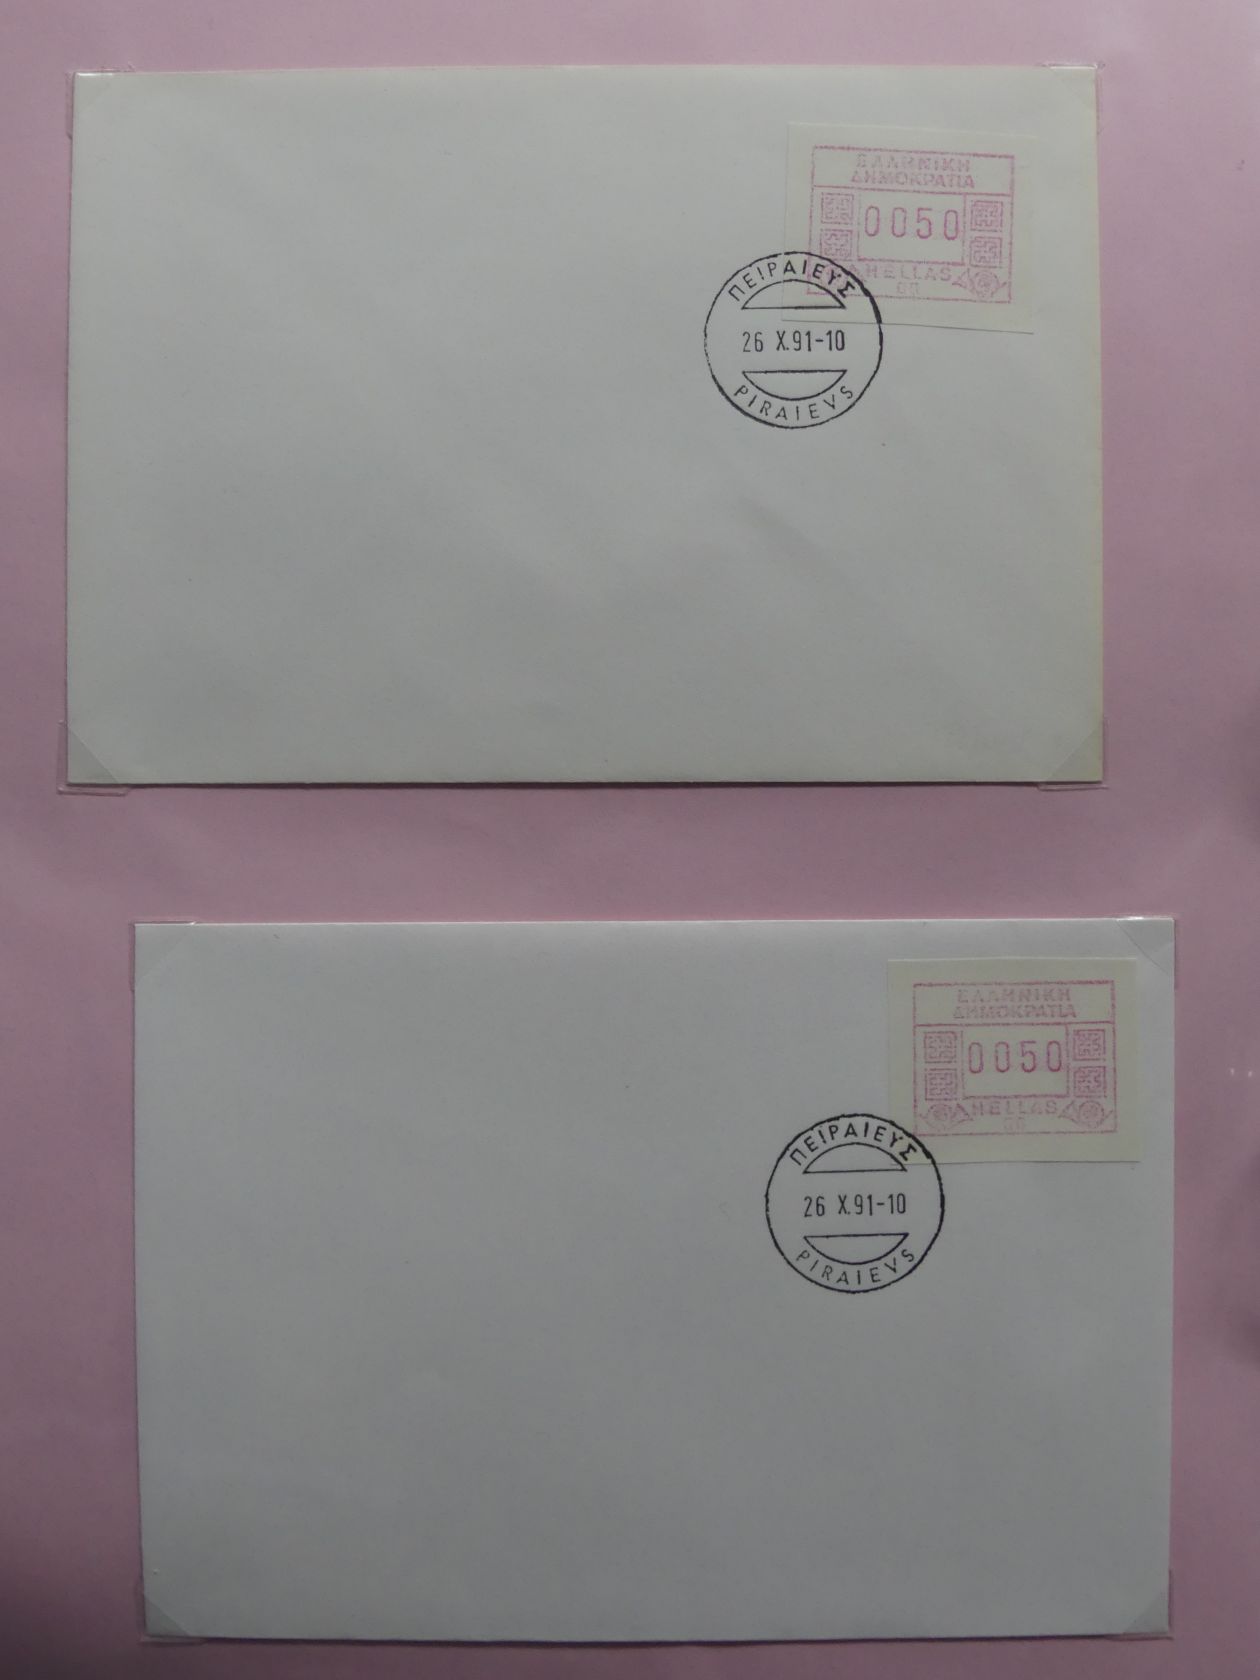 ΕΛΛΗΝΙΚΗ
ΔΗΜΟΚΡΑΤΙΑ
0050
HELLAS
ΠΕΙΡΑΙΕΥΣ
26 X.91-10
PIRAIEVS
ΕΛΛΗΝΙΚΗ
ΔΗΜΟΚΡΑΤΙΑ
0050
HELLAS
ΠΕΙΡΑΙΕΥΣ
26 X.91-10
PIRAIEVS